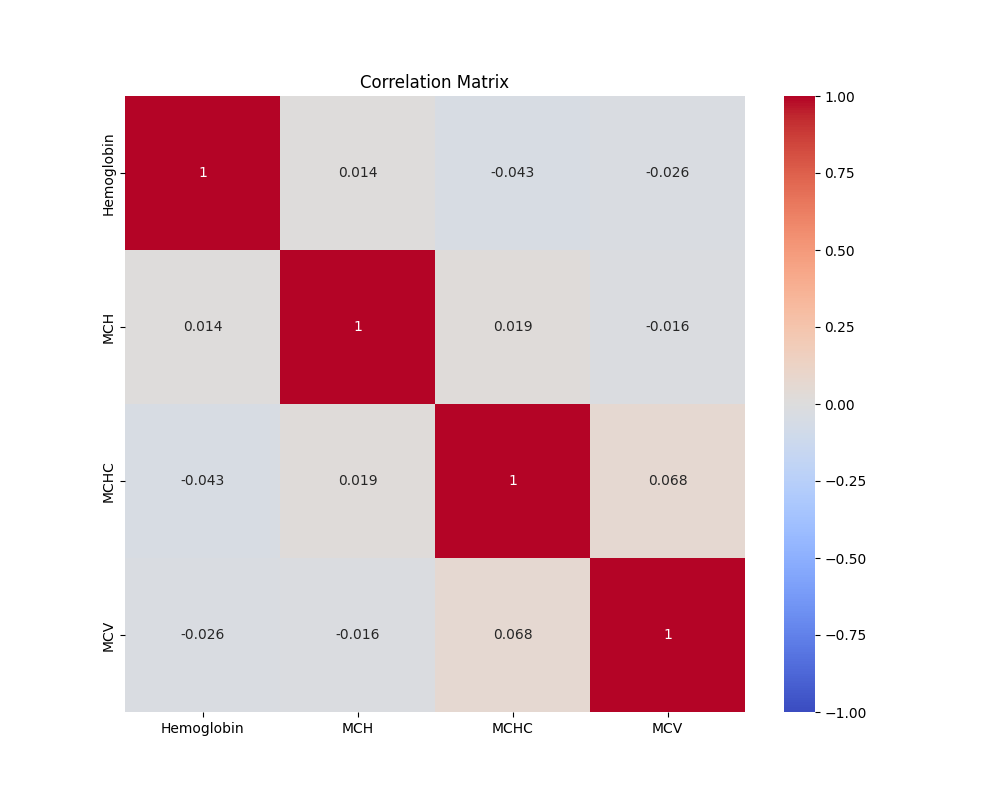 Correlation Matrix
Hemoglobin 1 0.014 -0.043 -0.026
MCH 0.014 1 0.019 -0.016
MCHC -0.043 0.019 1 0.068
MCV -0.026 -0.016 0.068 1
Hemoglobin MCH MCHC MCV
1.00
0.75
0.50
0.25
0.00
−0.25
−0.50
−0.75
−1.00